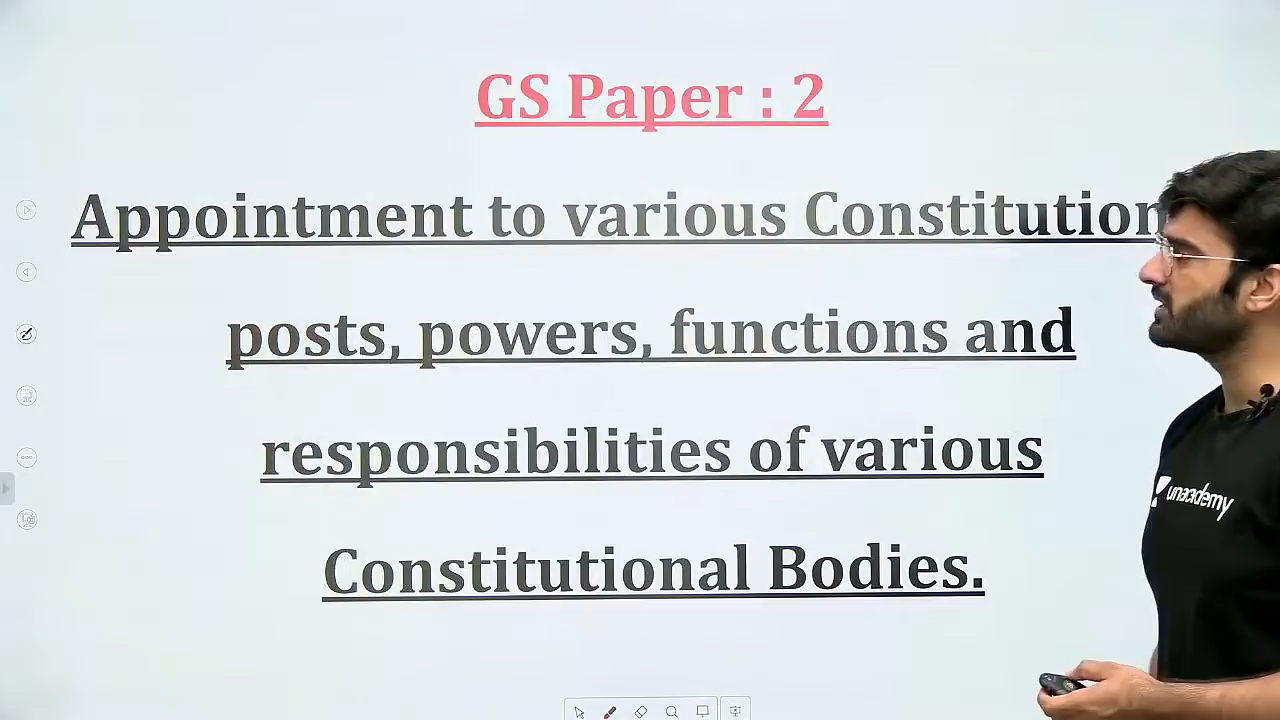 GS Paper : 2
Appointment to various Constitution
posts, powers, functions and
responsibilities of various
Constitutional Bodies.
unacademy